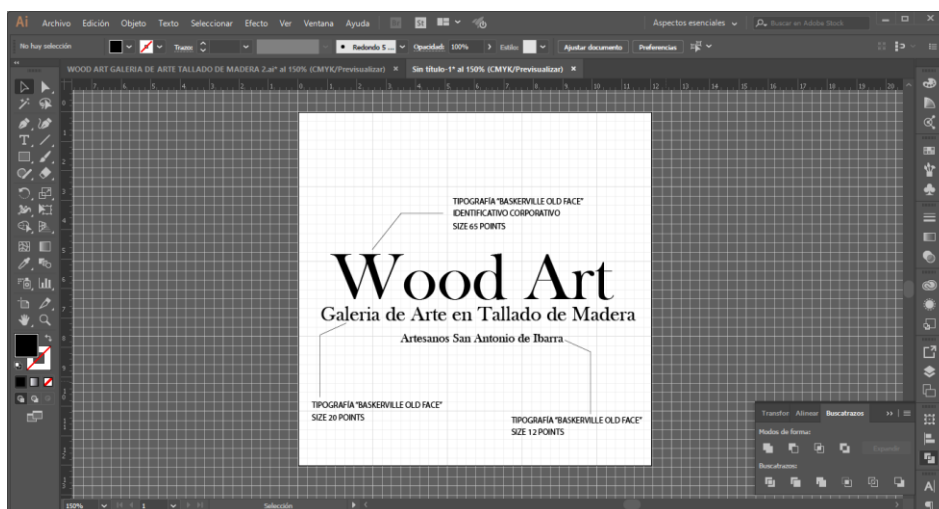 Ai Archivo Edición Objeto Texto Seleccionar Efecto Ver Ventana Ayuda Br St Aspectos esenciales Buscar en Adobe Stock
No hay selección Trazo: Redondo 5 ... Opacidad: 100% Estilo: Ajustar documento Preferencias
WOOD ART GALERIA DE ARTE TALLADO DE MADERA 2.ai* al 150% (CMYK/Previsualizar) × Sin título-1* al 150% (CMYK/Previsualizar) ×
TIPOGRAFÍA "BASKERVILLE OLD FACE"
IDENTIFICATIVO CORPORATIVO
SIZE 65 POINTS
Wood Art
Galeria de Arte en Tallado de Madera
Artesanos San Antonio de Ibarra
TIPOGRAFÍA "BASKERVILLE OLD FACE"
SIZE 20 POINTS
TIPOGRAFÍA "BASKERVILLE OLD FACE"
SIZE 12 POINTS
Transfor Alinear Buscatrazos
Modos de forma:
Expandir
Buscatrazos:
150% 1 Selección